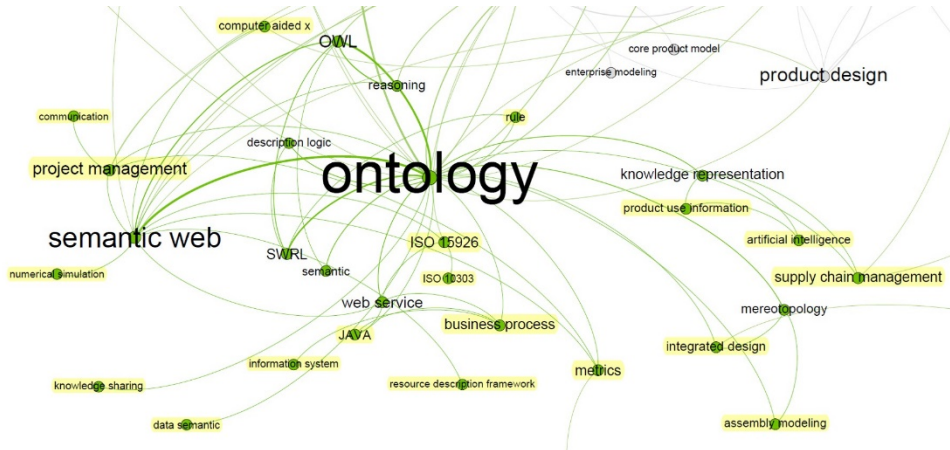 computer aided x
OWL
core product model
enterprise modeling
product design
reasoning
communication
rule
description logic
project management
ontology
knowledge representation
product use information
semantic web
artificial intelligence
ISO 15926
SWRL
semantic
numerical simulation
ISO 10303
supply chain management
web service
mereotopology
business process
JAVA
integrated design
information system
metrics
knowledge sharing
resource description framework
data semantic
assembly modeling